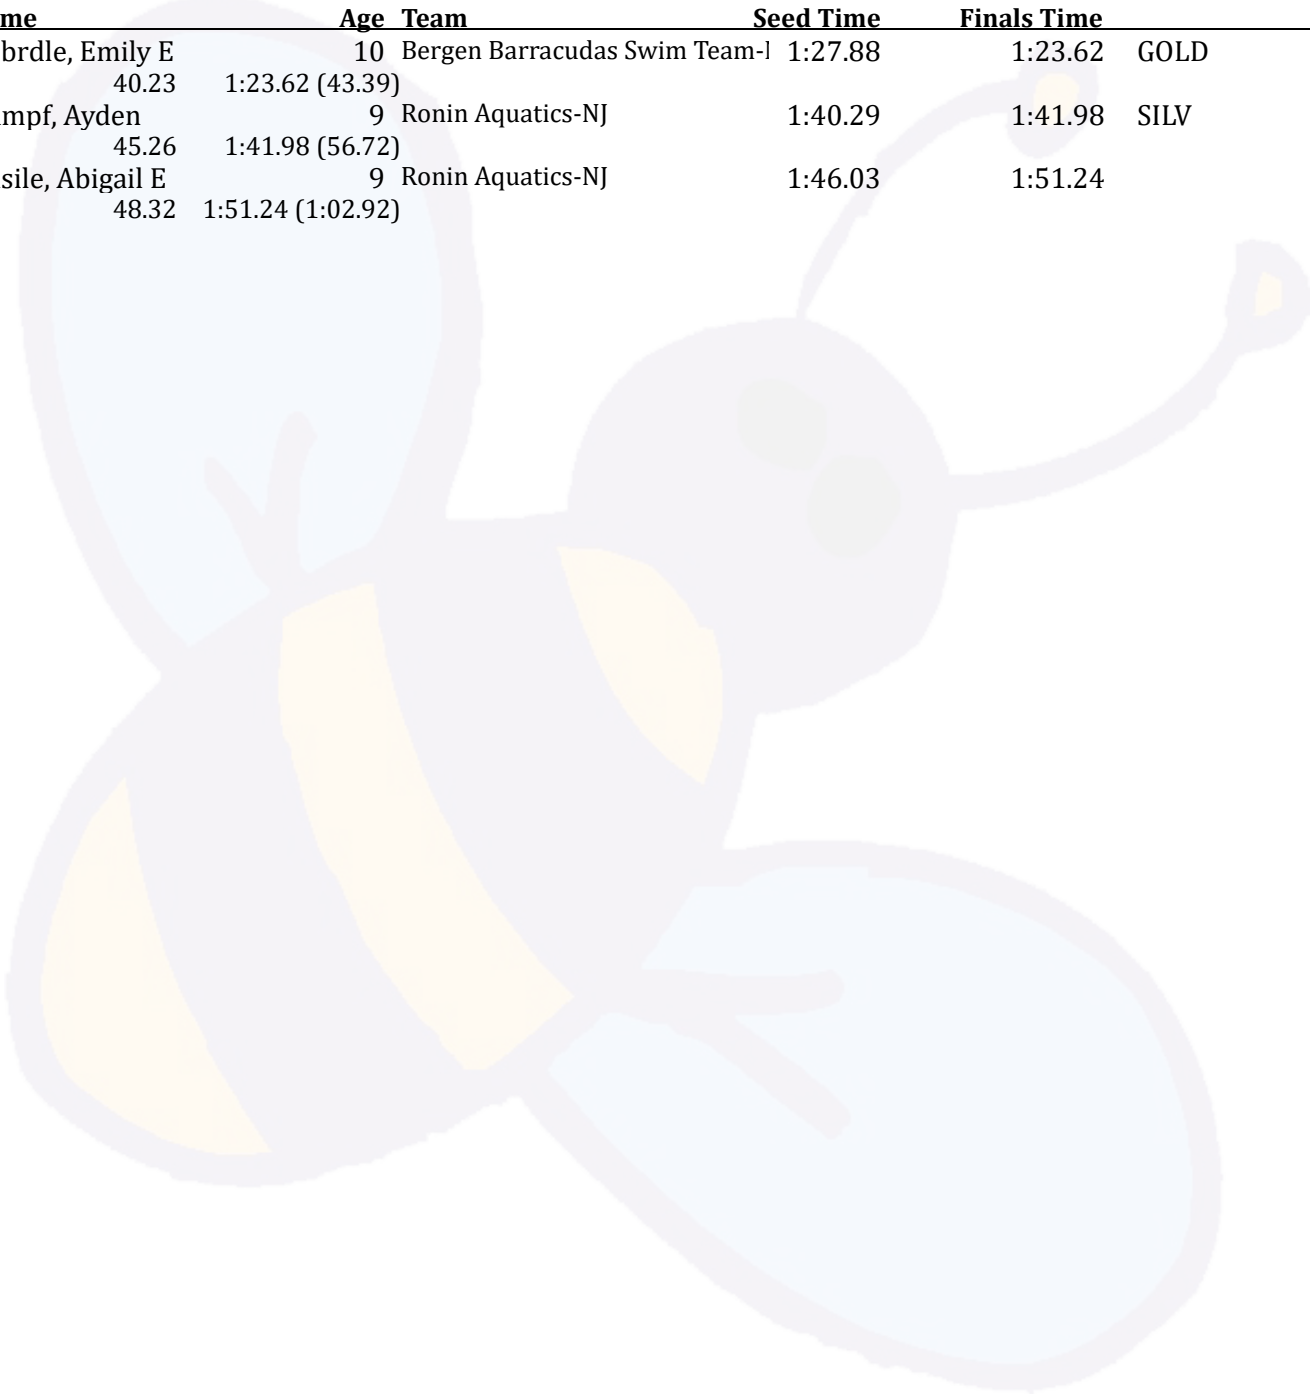 me Age Team Seed Time Finals Time
brdle, Emily E 10 Bergen Barracudas Swim Team- 1:27.88 1:23.62 GOLD
40.23 1:23.62 (43.39)
mpf, Ayden 9 Ronin Aquatics-NJ 1:40.29 1:41.98 SILV
45.26 1:41.98 (56.72)
sile, Abigail E 9 Ronin Aquatics-NJ 1:46.03 1:51.24
48.32 1:51.24 (1:02.92)